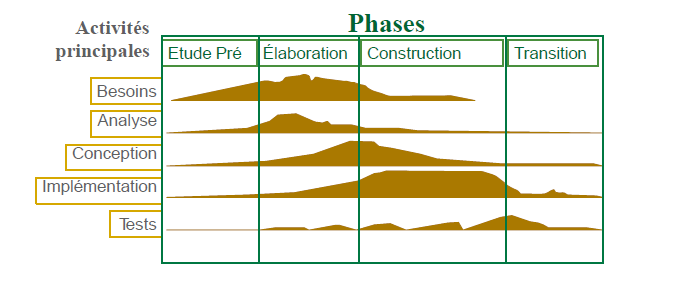 Activités
principales
Phases
Etude Pré
Élaboration
Construction
Transition
Besoins
Analyse
Conception
Implémentation
Tests